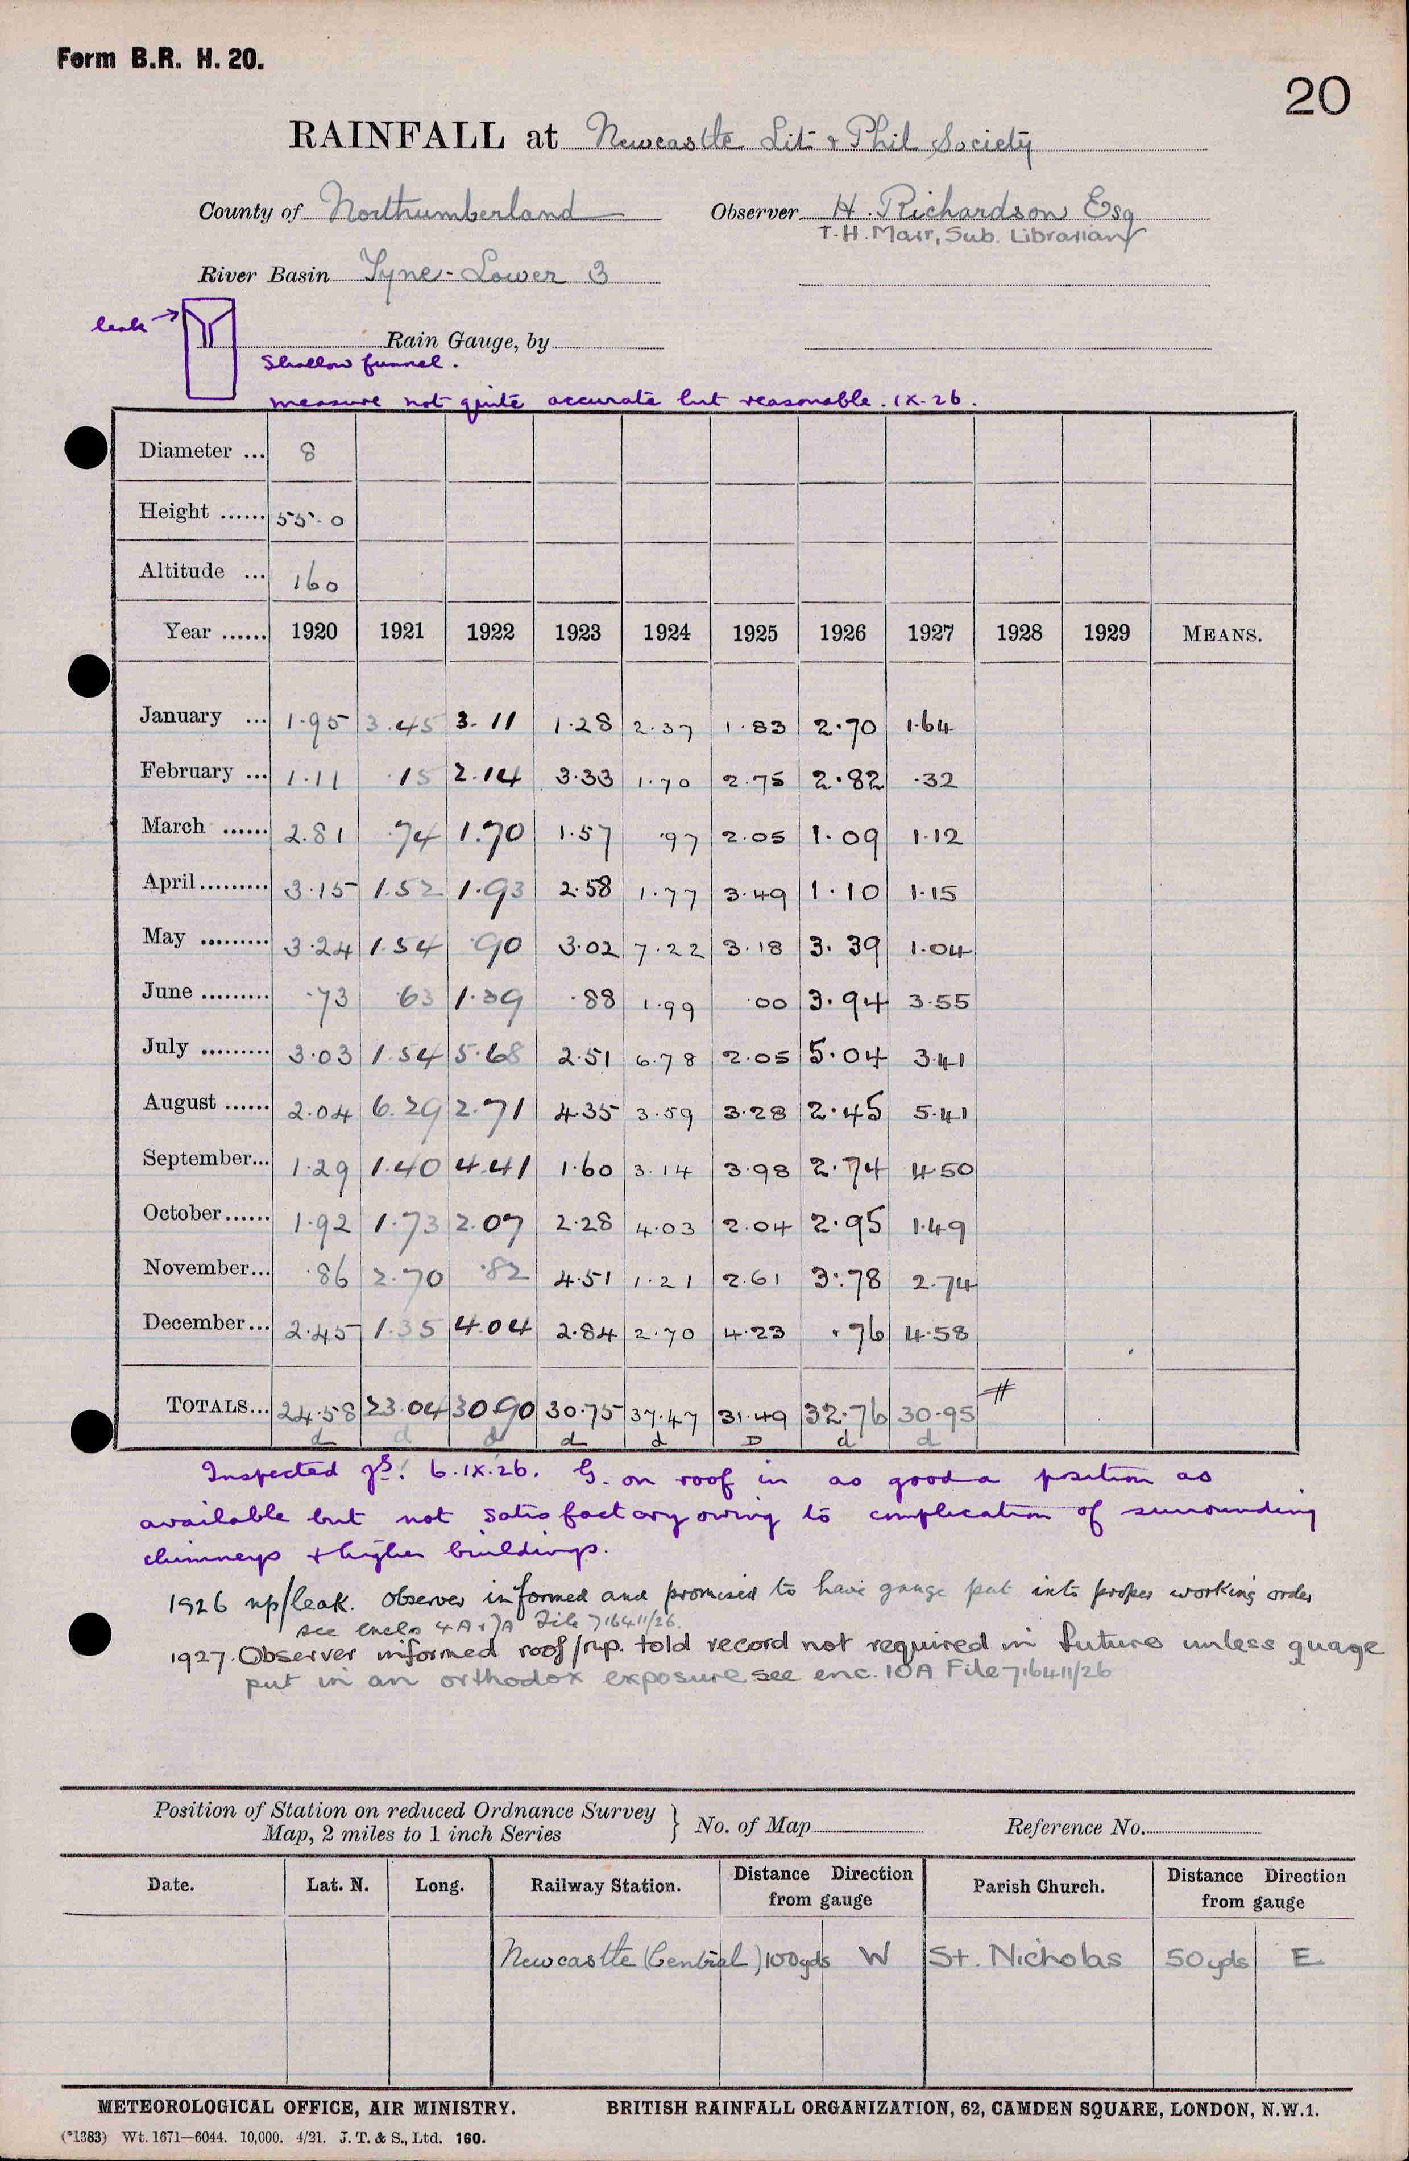 Form B.R. H. 20.
20
RAINFALL at Newcastle Lit & Phil Society
County of Northumberland Observer H. Richardson Esq
T.H. Marr, Sub. Librarian
River Basin Tyne - Lower 3
leak →
Rain Gauge, by
Shallow funnel.
measure not quite accurate but reasonable. IX-26.
Diameter ... 8
Height ...... 55.0
Altitude ... 160
Year ...... 1920 1921 1922 1923 1924 1925 1926 1927 1928 1929 MEANS.
January ... 1.95 3.45 3.11 1.28 2.37 1.83 2.70 1.64
February ... 1.11 .15 2.14 3.33 1.70 2.75 2.82 .32
March ...... 2.81 .74 1.70 1.57 .97 2.05 1.09 1.12
April......... 3.15 1.52 1.93 2.58 1.77 3.49 1.10 1.15
May ......... 3.24 1.54 .90 3.02 7.22 3.18 3.39 1.04
June ......... .73 .63 1.39 .88 1.99 .00 3.94 3.55
July ......... 3.03 1.54 5.68 2.51 6.78 2.05 5.04 3.41
August ...... 2.04 6.29 2.71 4.35 3.59 3.28 2.45 5.41
September... 1.29 1.40 4.41 1.60 3.14 3.98 2.74 4.50
October...... 1.92 1.73 2.07 2.28 4.03 2.04 2.95 1.49
November... .86 2.70 .82 4.51 1.21 2.61 3.78 2.74
December... 2.45 1.35 4.04 2.84 2.70 4.23 .76 4.58
TOTALS... 24.58 23.04 30.90 30.75 37.47 31.49 32.76 30.95
d d d d d D d d
Inspected 6.IX.26. G. on roof in as good a position as
available but not satisfactory owing to complication of surrounding
chimneys & higher buildings.
1926 rep/leak. Observer informed and promised to have gauge put into proper working order
see encls 4A & 7A File 716411/26.
1927. Observer informed roof/rep. told record not required in future unless guage
put in an orthodox exposure see enc. 10A File 716411/26
Position of Station on reduced Ordnance Survey
Map, 2 miles to 1 inch Series } No. of Map Reference No.
Date. Lat. N. Long. Railway Station. Distance Direction from gauge Parish Church. Distance Direction from gauge
Newcastle (Central) 100yds W St. Nicholas 50yds E
METEOROLOGICAL OFFICE, AIR MINISTRY. BRITISH RAINFALL ORGANIZATION, 62, CAMDEN SQUARE, LONDON, N.W.1.
(*1383) Wt. 1671—6044. 10,000. 4/21. J. T. & S., Ltd. 160.